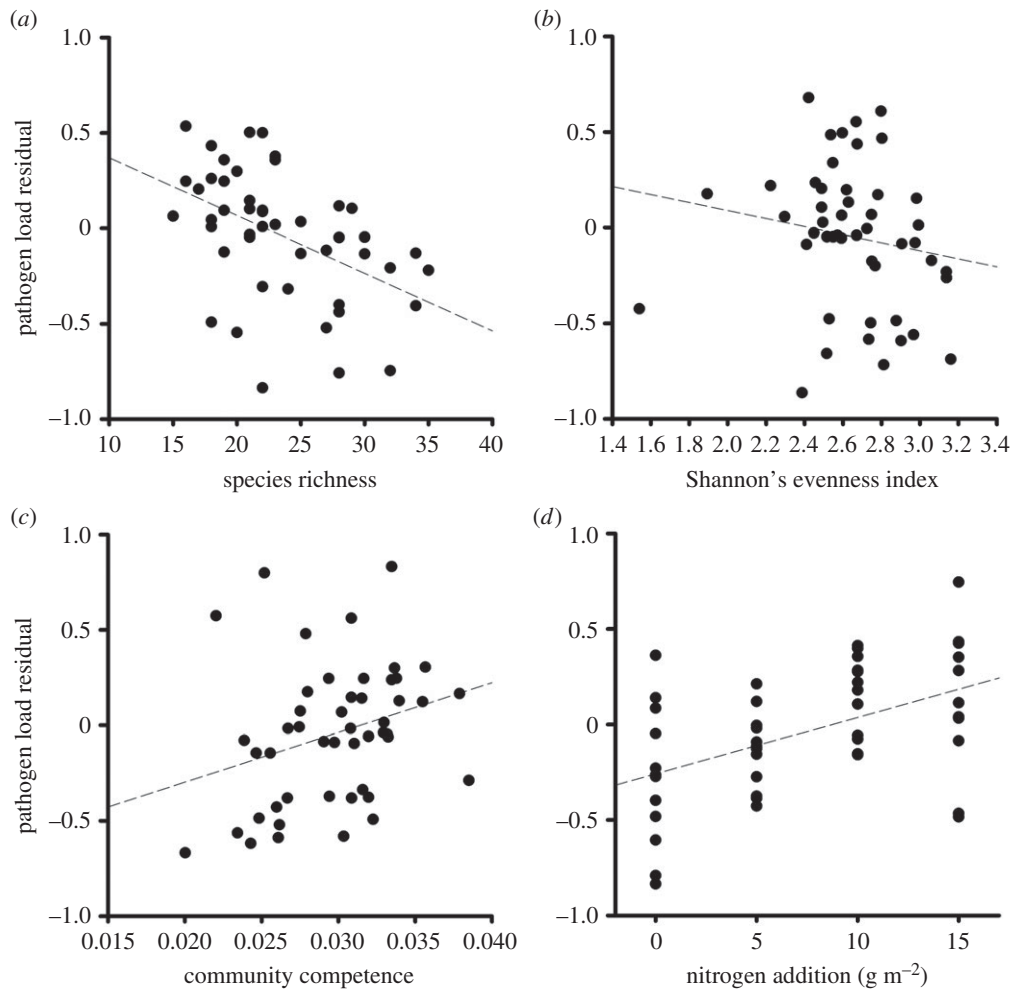 (a)
(b)
1.0
0.5
0
–0.5
–1.0
pathogen load residual
10 15 20 25 30 35 40
species richness
1.0
0.5
0
–0.5
–1.0
1.4 1.6 1.8 2.0 2.2 2.4 2.6 2.8 3.0 3.2 3.4
Shannon's evenness index
(c)
(d)
1.0
0.5
0
–0.5
–1.0
pathogen load residual
0.015 0.020 0.025 0.030 0.035 0.040
community competence
1.0
0.5
0
–0.5
–1.0
0 5 10 15
nitrogen addition (g m–2)